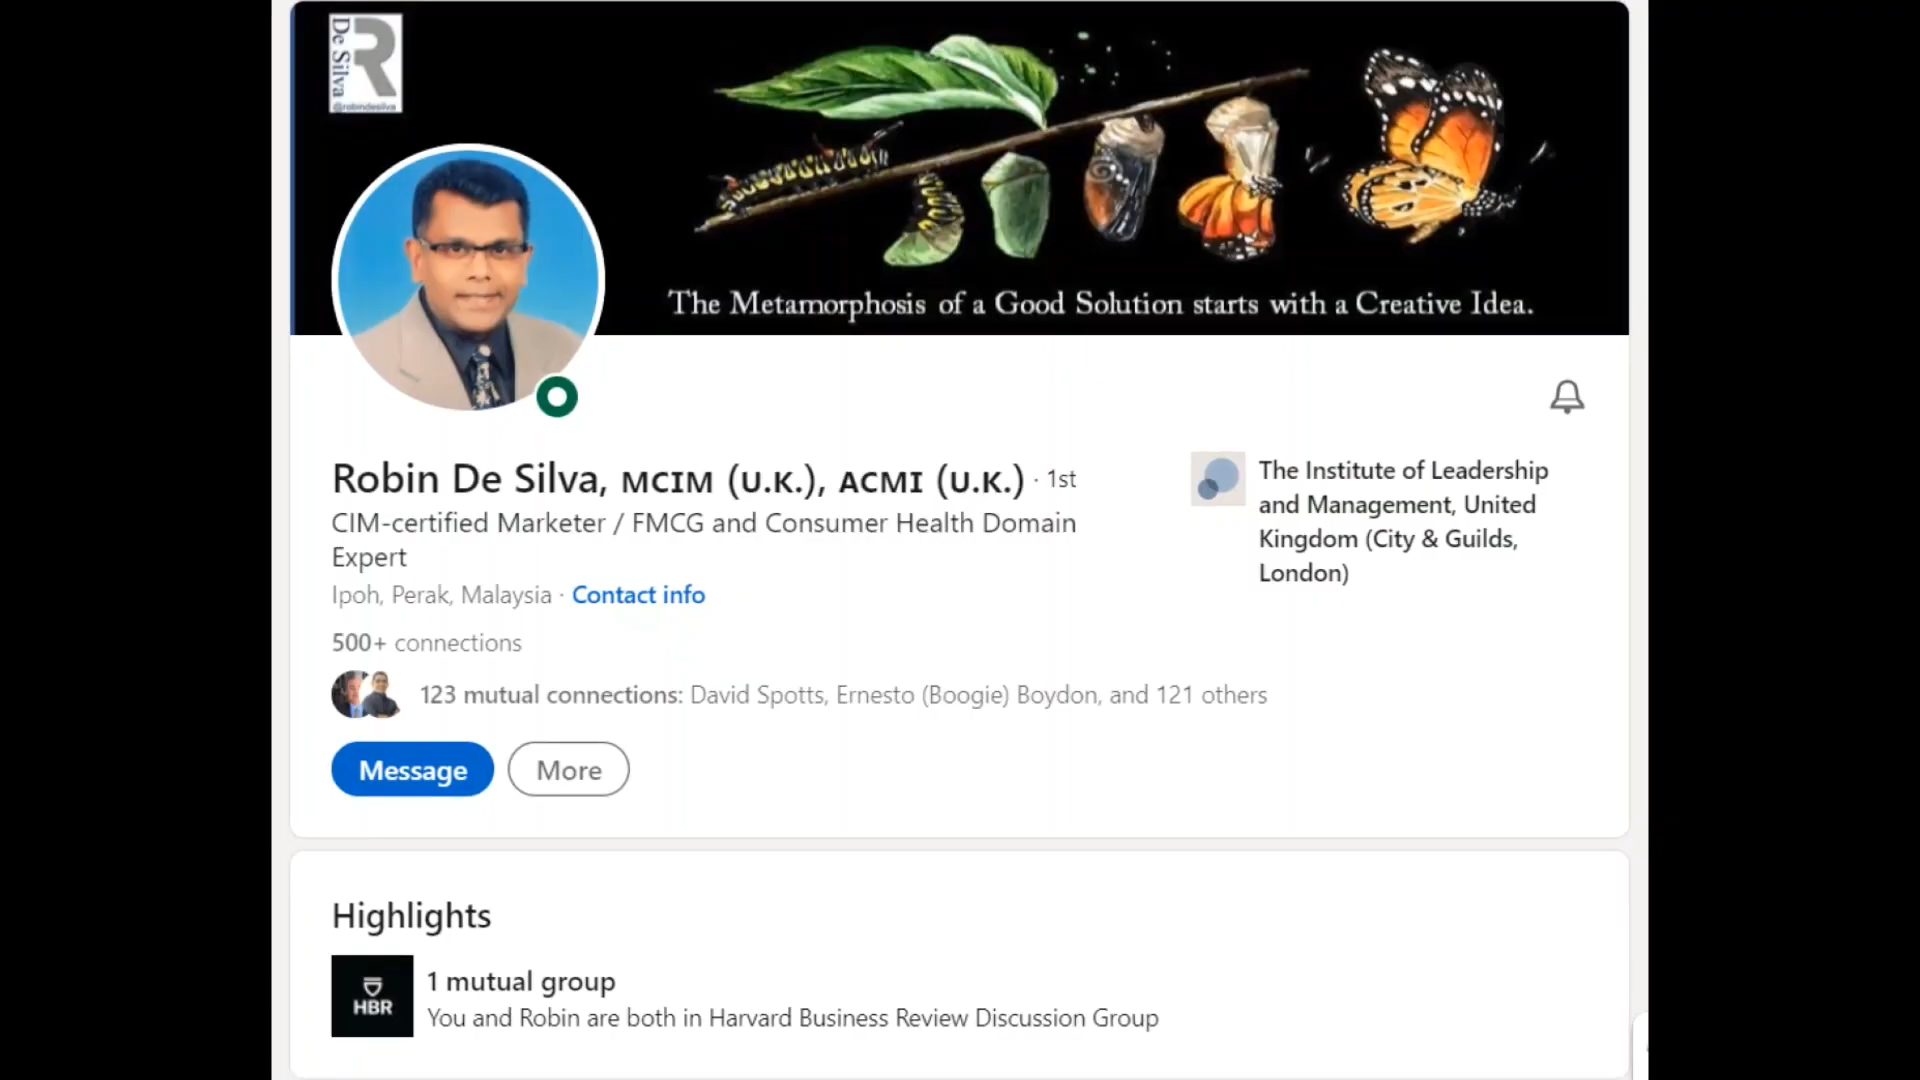 De Silva
R
@robindesilva
The Metamorphosis of a Good Solution starts with a Creative Idea.
Robin De Silva, ᴍᴄɪᴍ (ᴜ.ᴋ.), ᴀᴄᴍɪ (ᴜ.ᴋ.) · 1st
CIM-certified Marketer / FMCG and Consumer Health Domain
Expert
Ipoh, Perak, Malaysia · Contact info
500+ connections
123 mutual connections: David Spotts, Ernesto (Boogie) Boydon, and 121 others
Message
More
The Institute of Leadership
and Management, United
Kingdom (City & Guilds,
London)
Highlights
HBR
1 mutual group
You and Robin are both in Harvard Business Review Discussion Group